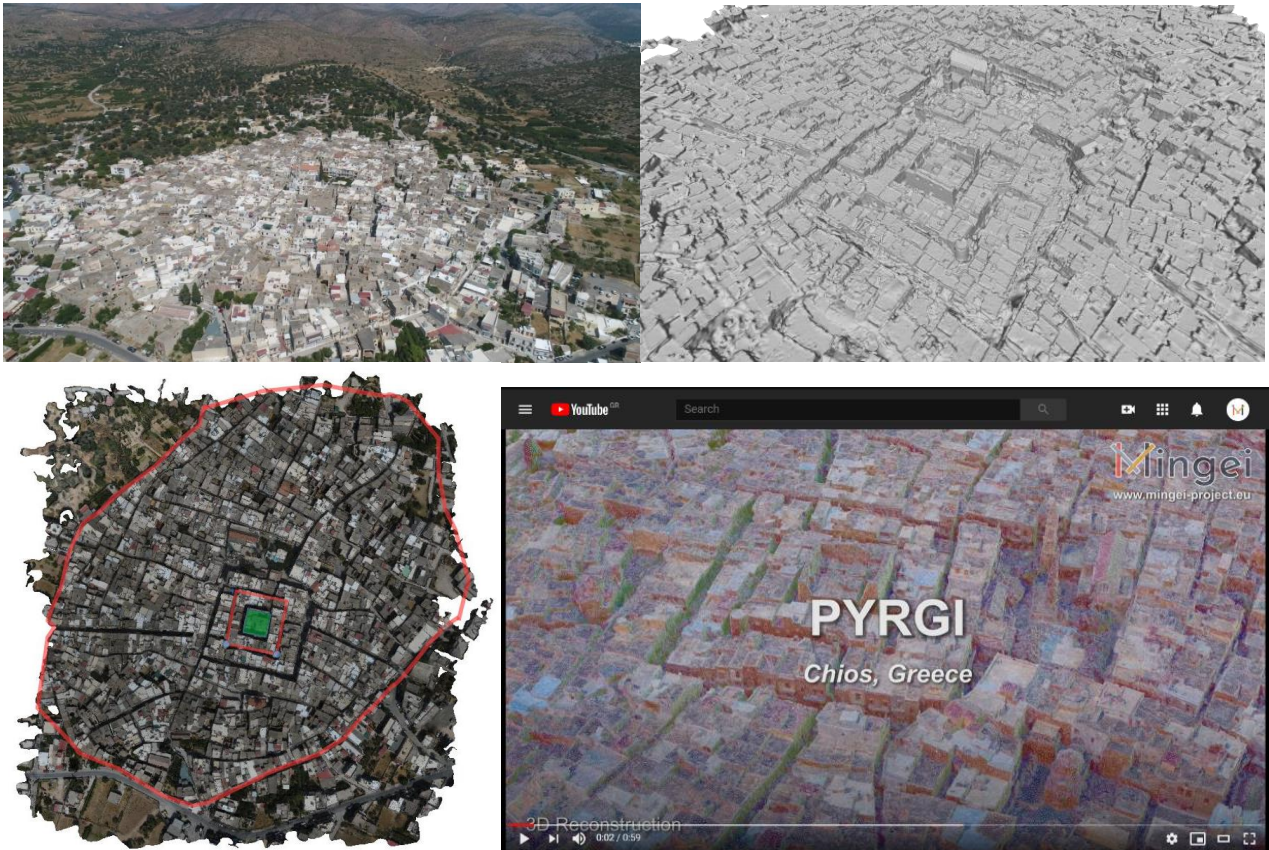 YouTube GR
Search
Mingei
www.mingei-project.eu
PYRGI
Chios, Greece
3D Reconstruction
0:02 / 0:59